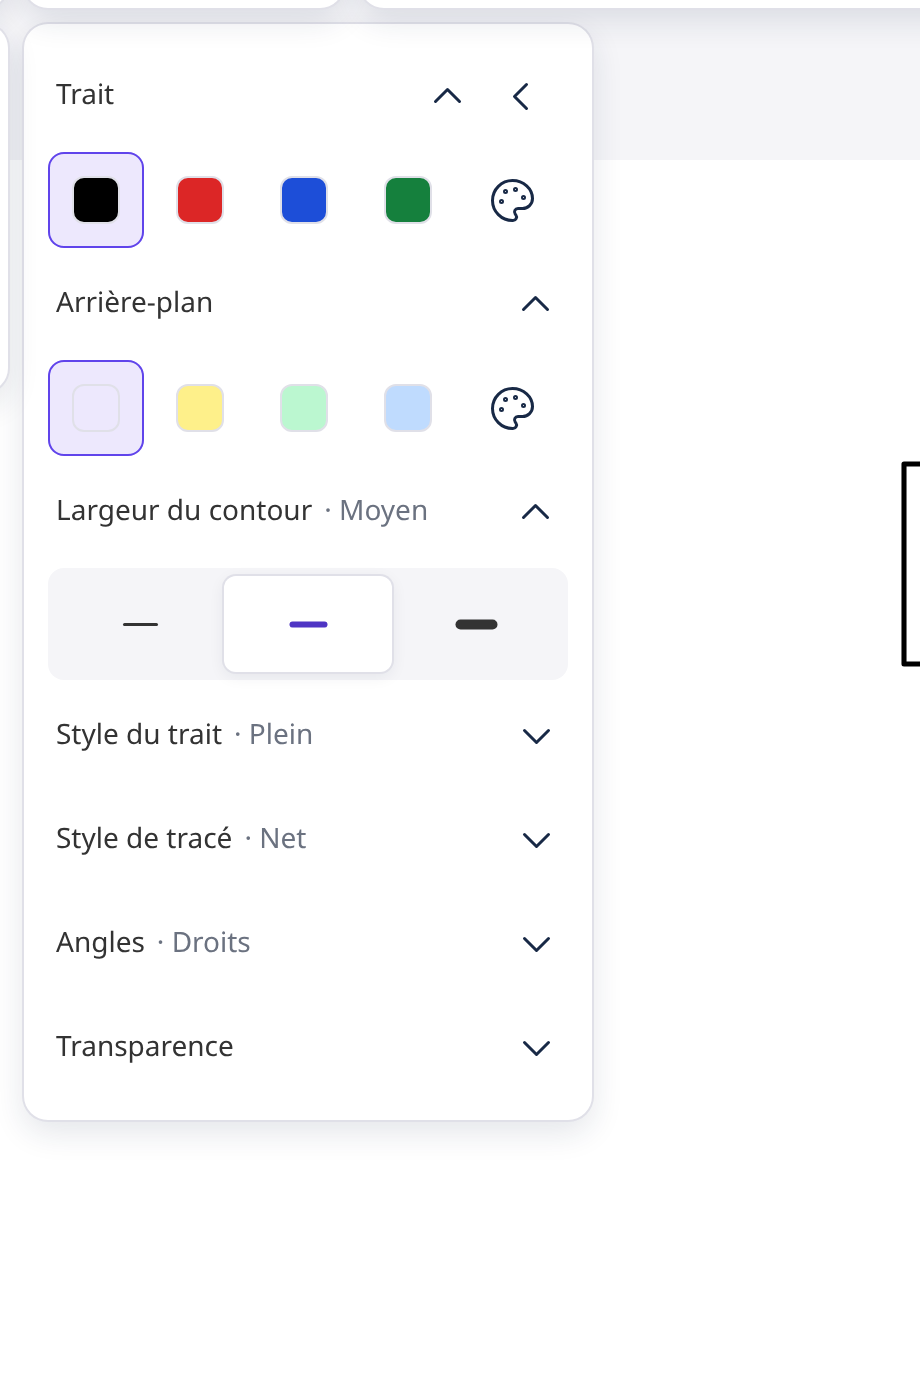 Trait
Arrière-plan
Largeur du contour · Moyen
Style du trait · Plein
Style de tracé · Net
Angles · Droits
Transparence